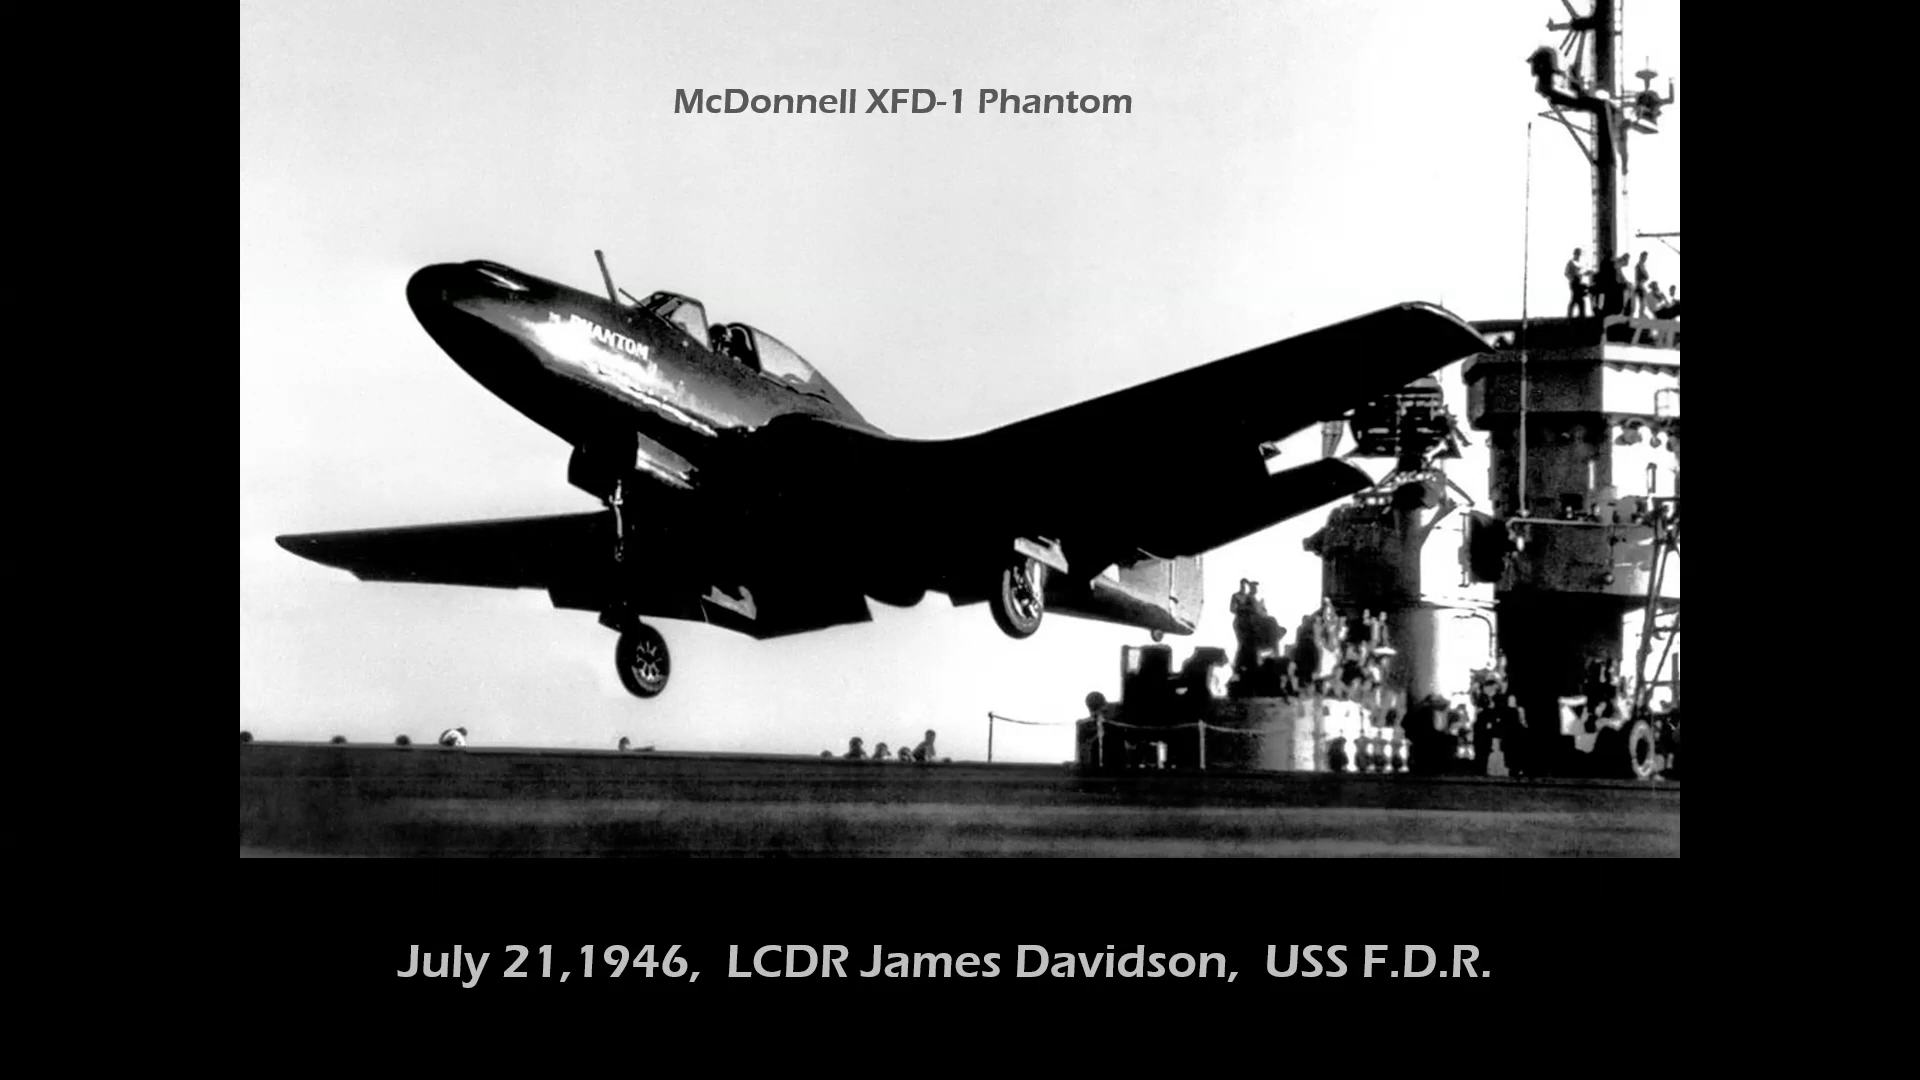 McDonnell XFD-1 Phantom
PHANTOM
July 21,1946,  LCDR James Davidson,  USS F.D.R.